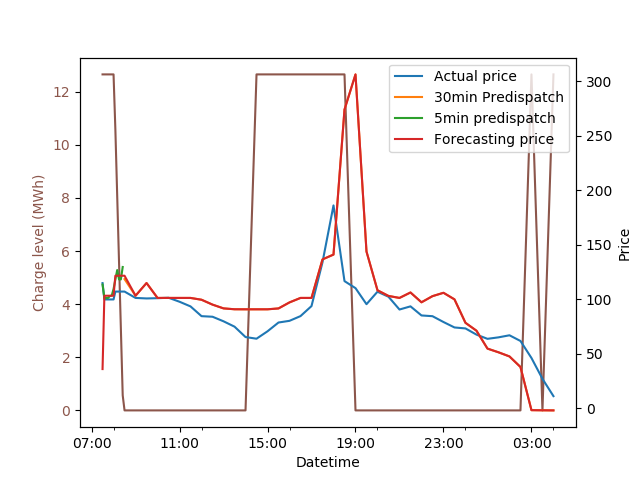 Actual price
30min Predispatch
5min predispatch
Forecasting price
Charge level (MWh)
12
10
8
6
4
2
0
300
250
200
150
100
50
0
Price
07:00 11:00 15:00 19:00 23:00 03:00
Datetime